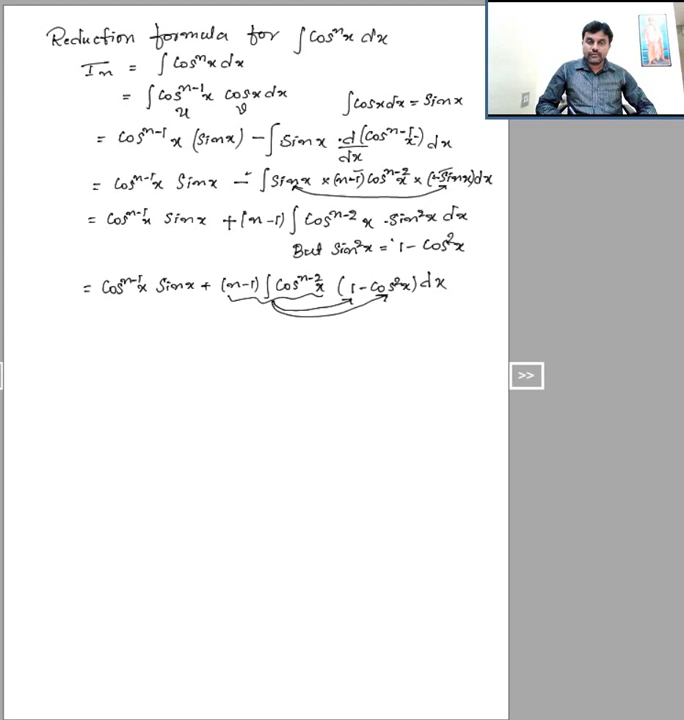 Reduction formula for ∫cosⁿx dx
Iₙ = ∫cosⁿx dx
= ∫cosⁿ⁻¹x cosx dx
u v
∫cosx dx = sinx
= cosⁿ⁻¹x (sinx) - ∫sinx · d/dx (cosⁿ⁻¹x) dx
= cosⁿ⁻¹x sinx - ∫sinx × (n-1) cosⁿ⁻²x × (-sinx) dx
= cosⁿ⁻¹x sinx + (n-1) ∫cosⁿ⁻²x · sin²x dx
But sin²x = 1 - cos²x
= cosⁿ⁻¹x sinx + (n-1) ∫cosⁿ⁻²x (1 - cos²x) dx
>>